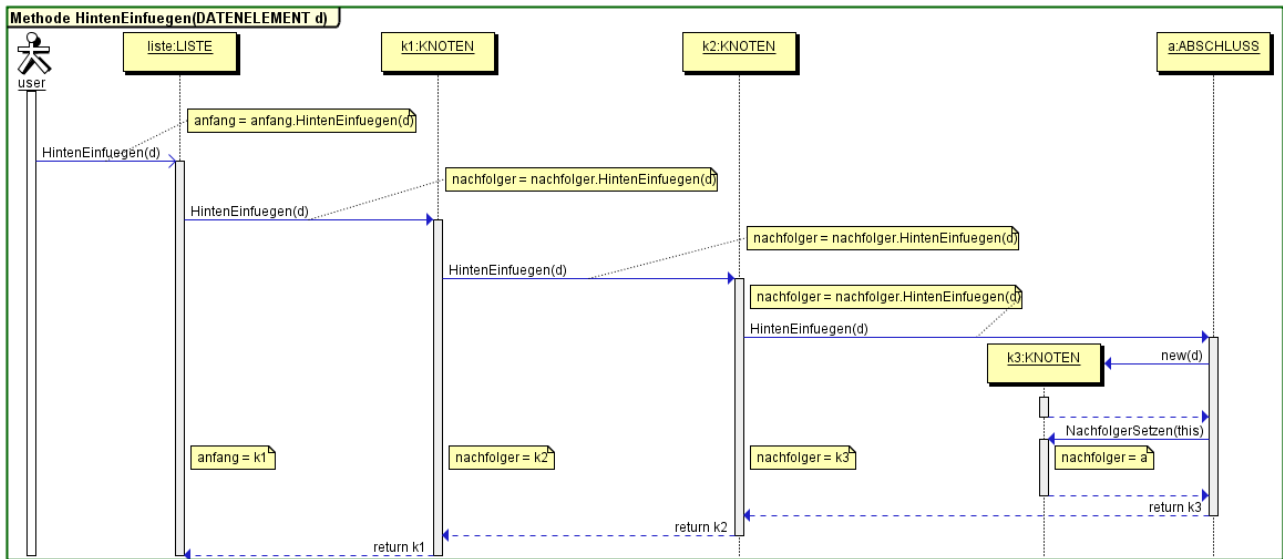 Methode HintenEinfuegen(DATENELEMENT d)
liste:LISTE
k1:KNOTEN
k2:KNOTEN
a:ABSCHLUSS
user
anfang = anfang.HintenEinfuegen(d)
HintenEinfuegen(d)
nachfolger = nachfolger.HintenEinfuegen(d)
HintenEinfuegen(d)
nachfolger = nachfolger.HintenEinfuegen(d)
HintenEinfuegen(d)
nachfolger = nachfolger.HintenEinfuegen(d)
HintenEinfuegen(d)
k3:KNOTEN
new(d)
NachfolgerSetzen(this)
anfang = k1
nachfolger = k2
nachfolger = k3
nachfolger = a
return k3
return k2
return k1